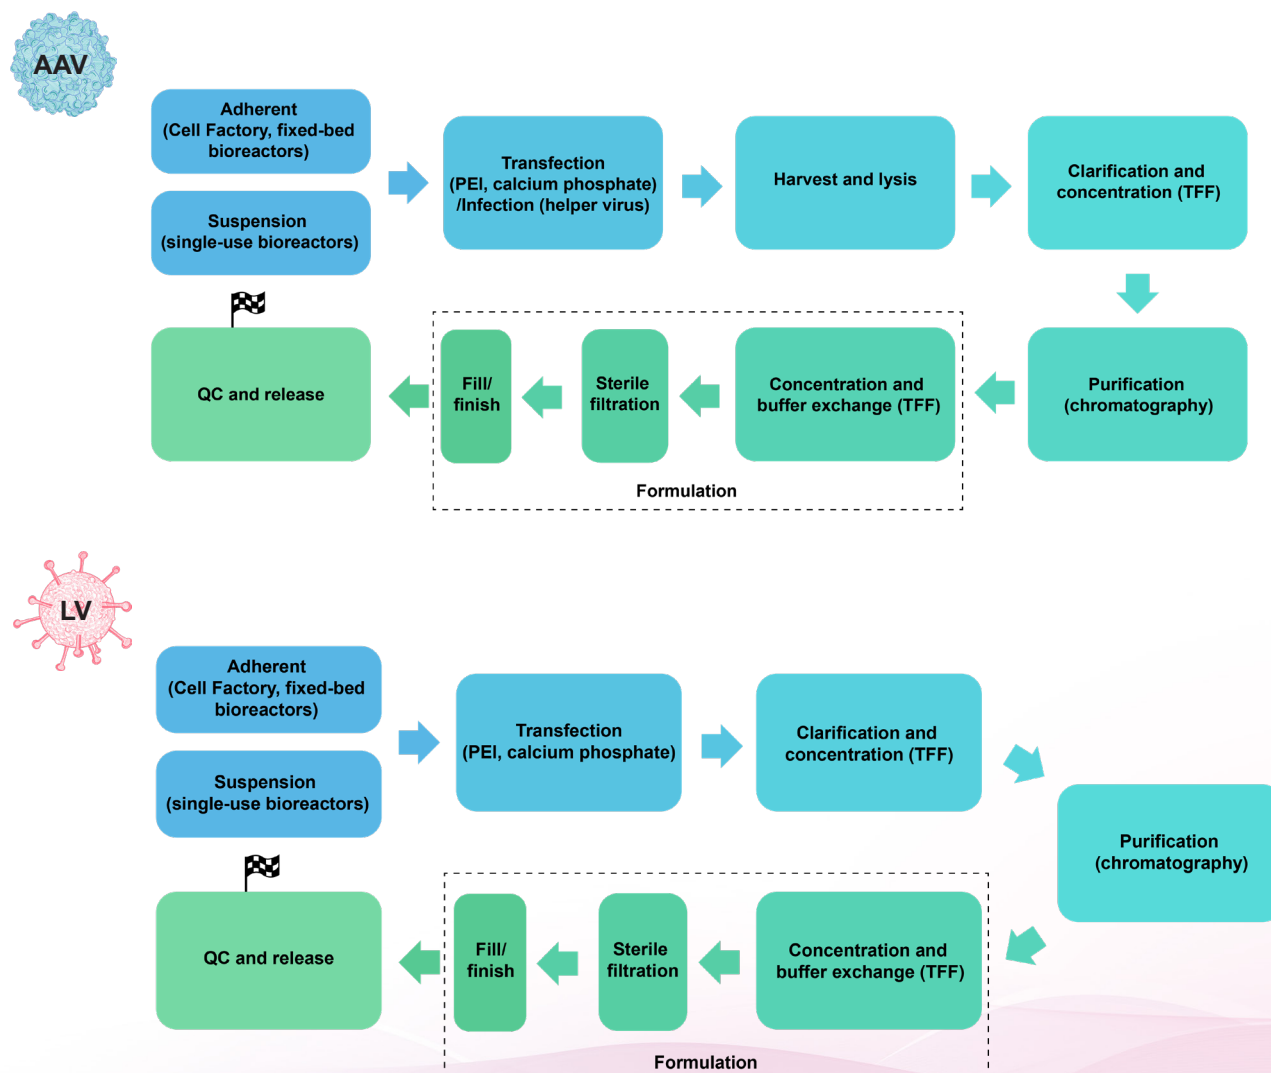 AAV
Adherent
(Cell Factory, fixed-bed
bioreactors)
Suspension
(single-use bioreactors)
Transfection
(PEI, calcium phosphate)
/Infection (helper virus)
Harvest and lysis
Clarification and
concentration (TFF)
Purification
(chromatography)
Concentration and
buffer exchange (TFF)
Sterile
filtration
Fill/
finish
Formulation
QC and release
LV
Adherent
(Cell Factory, fixed-bed
bioreactors)
Suspension
(single-use bioreactors)
Transfection
(PEI, calcium phosphate)
Clarification and
concentration (TFF)
Purification
(chromatography)
Concentration and
buffer exchange (TFF)
Sterile
filtration
Fill/
finish
Formulation
QC and release